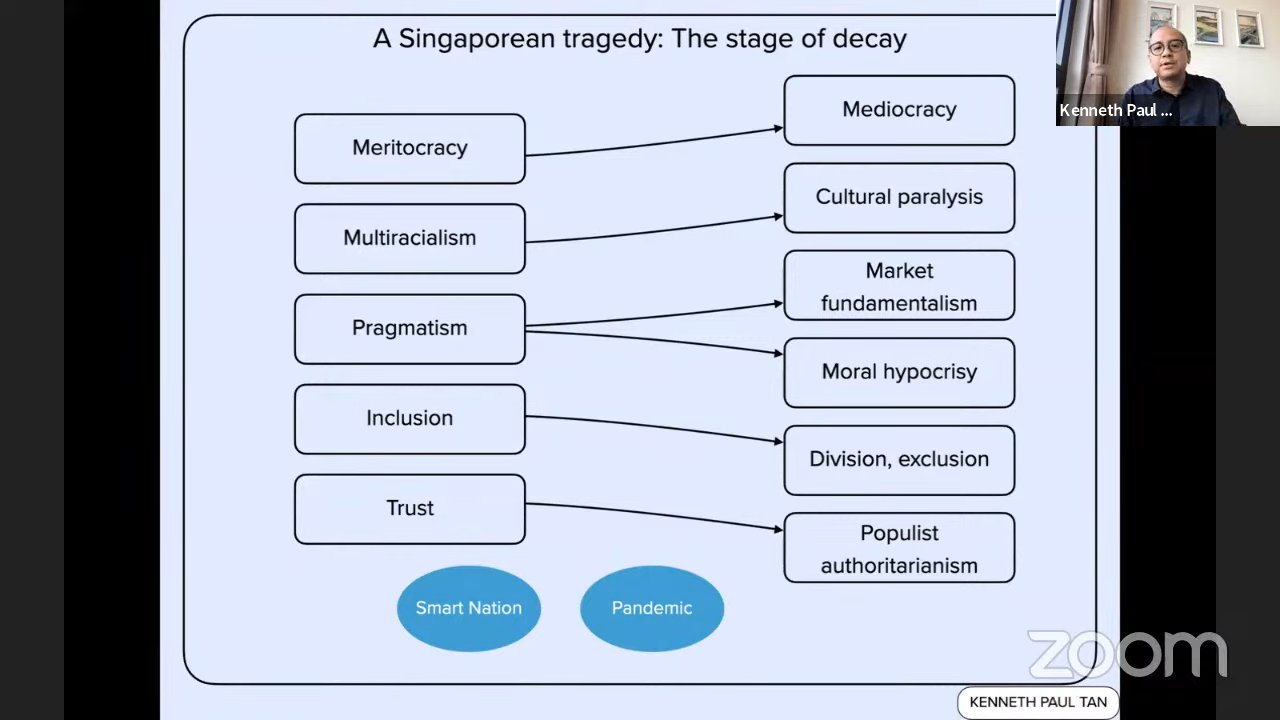 A Singaporean tragedy: The stage of decay
Kenneth Paul ...
Meritocracy
Multiracialism
Pragmatism
Inclusion
Trust
Mediocracy
Cultural paralysis
Market
fundamentalism
Moral hypocrisy
Division, exclusion
Populist
authoritarianism
Smart Nation
Pandemic
zoom
KENNETH PAUL TAN